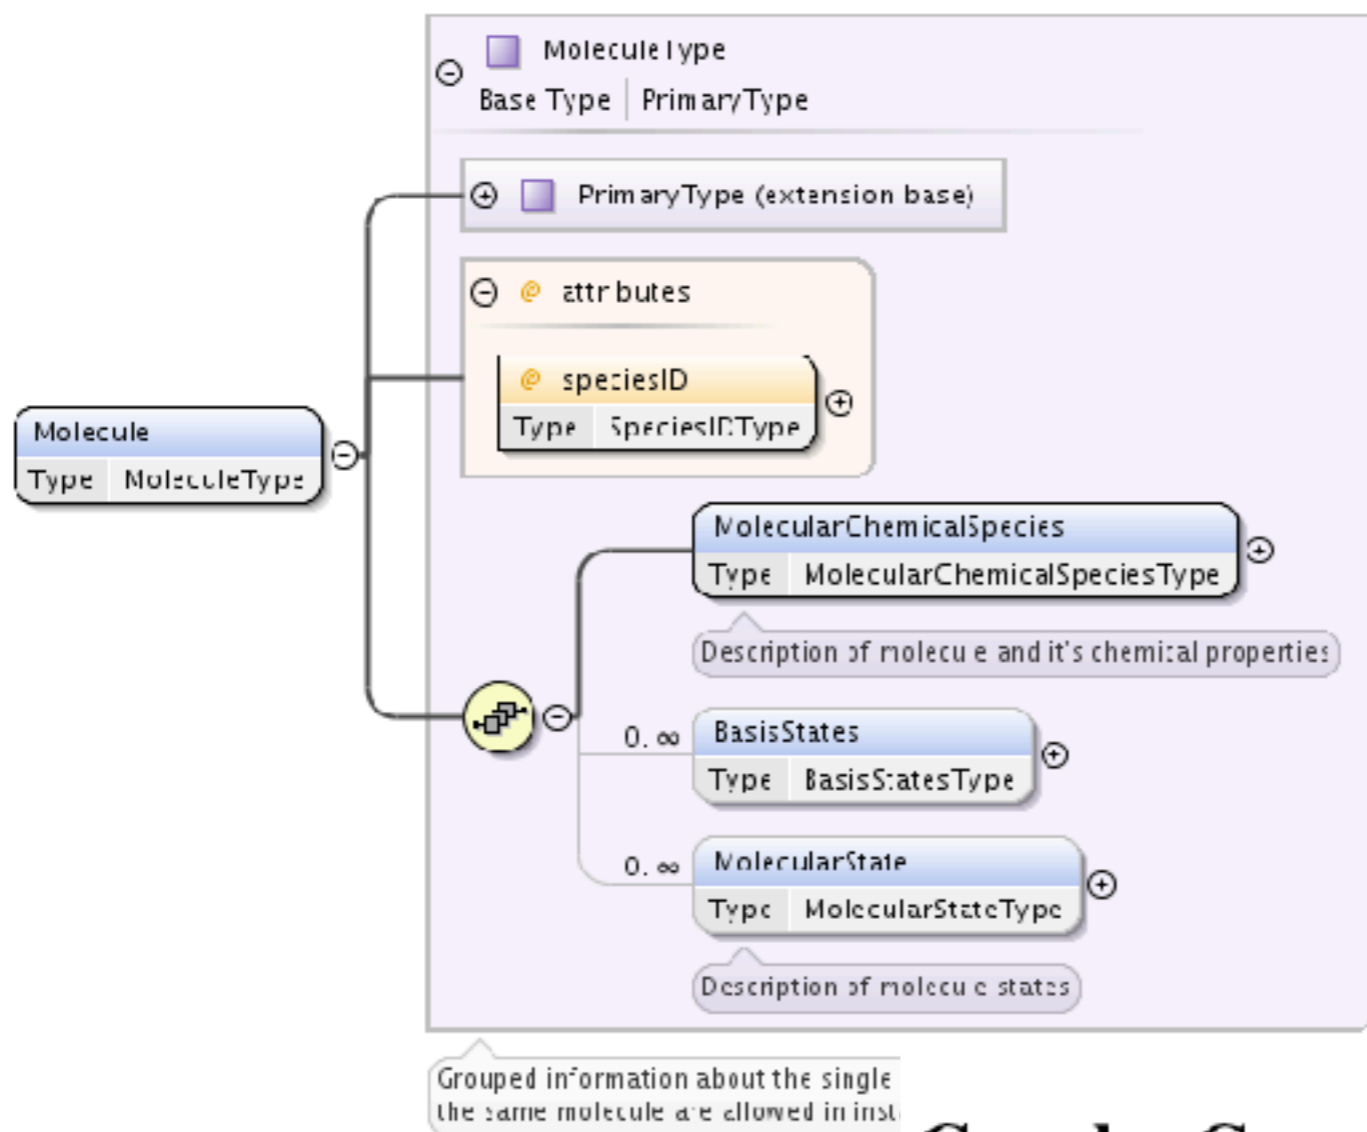 MoleculeType
Base Type PrimaryType
PrimaryType (extension base)
@ attributes
@ speciesID
Type SpeciesIDType
Molecule
Type MoleculeType
MolecularChemicalSpecies
Type MolecularChemicalSpeciesType
Description of molecule and it's chemical properties
0..∞ BasisStates
Type BasisStatesType
0..∞ MolecularState
Type MolecularStateType
Description of molecule states
Grouped information about the single
the same molecule are allowed in